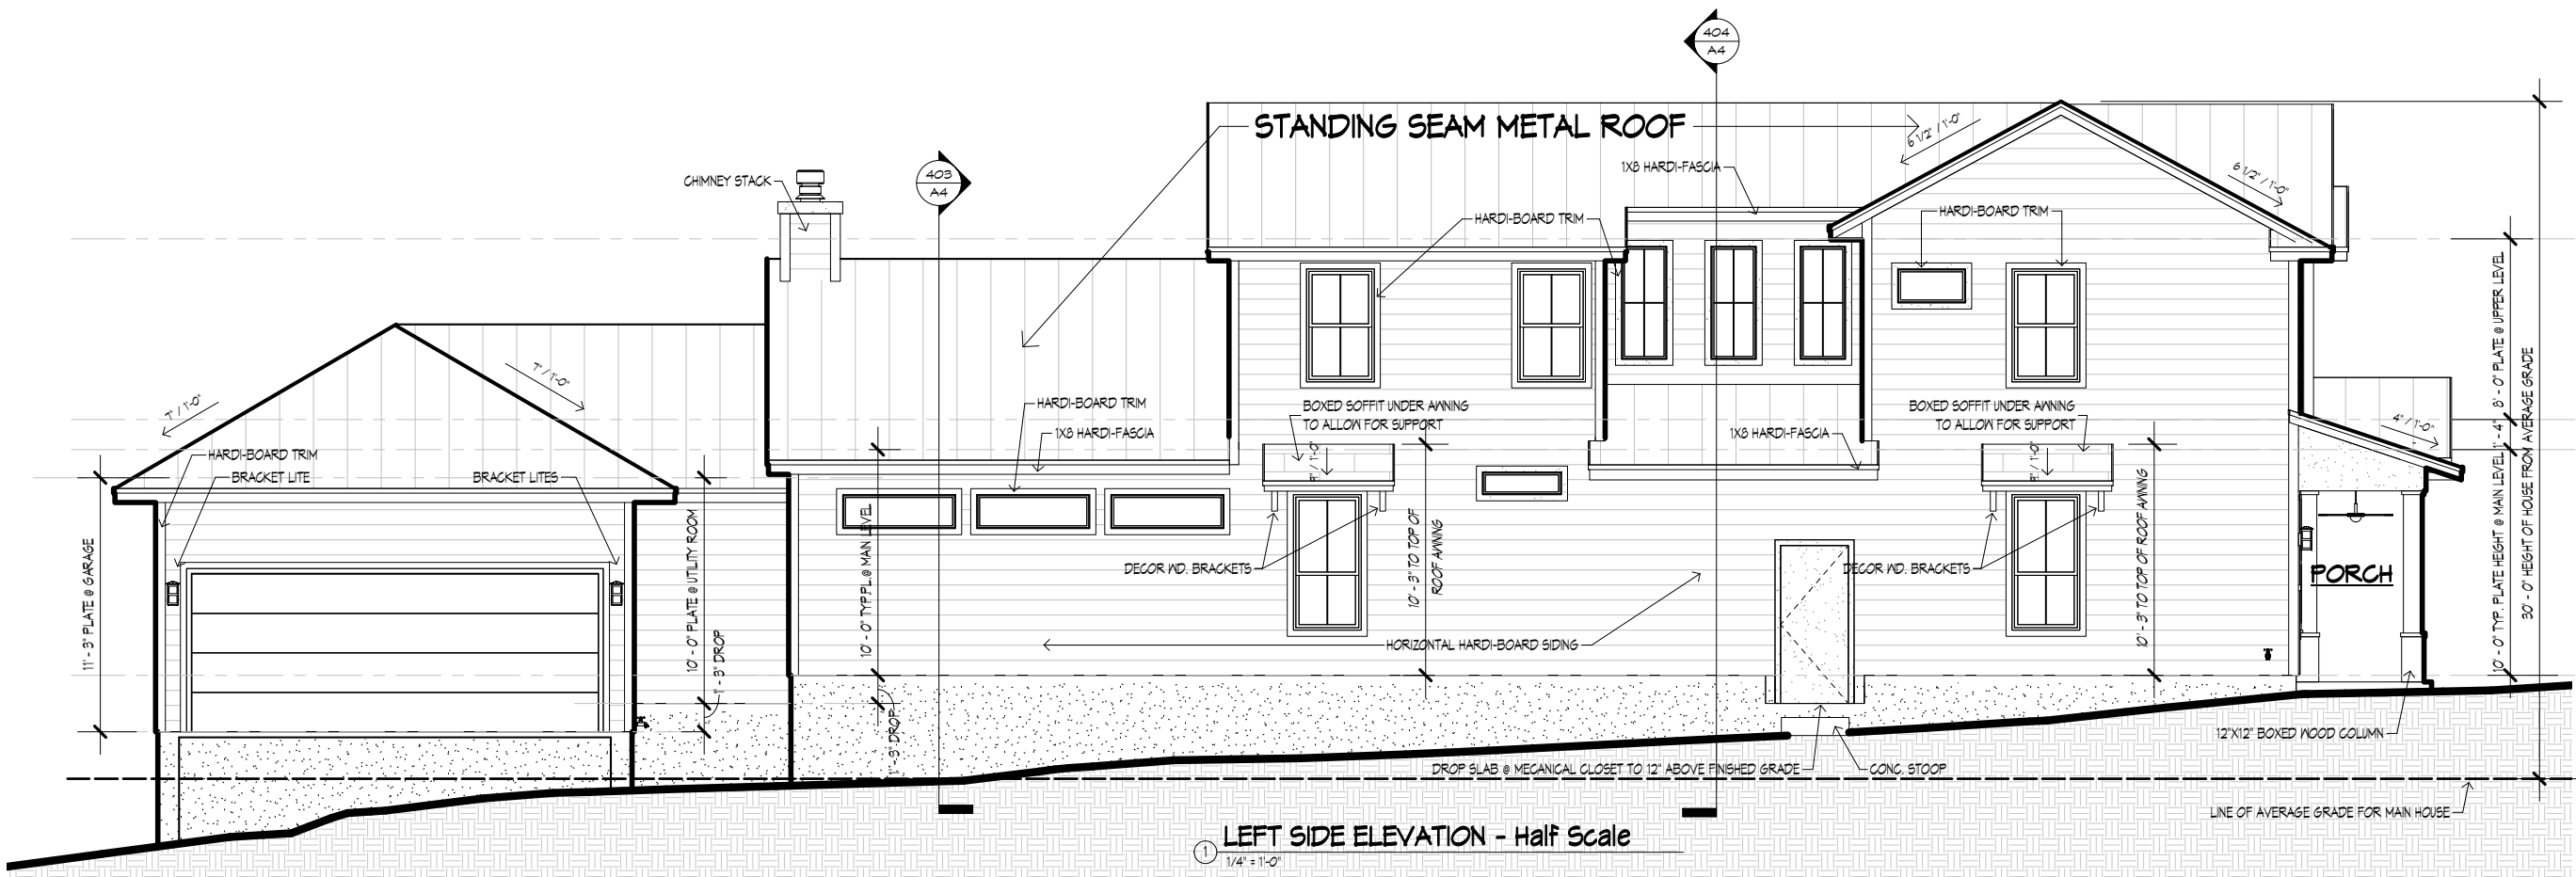 404
A4
STANDING SEAM METAL ROOF
6 1/2" / 1'-0"
1X8 HARDI-FASCIA
6 1/2" / 1'-0"
CHIMNEY STACK
403
A4
HARDI-BOARD TRIM
HARDI-BOARD TRIM
7" / 1'-0"
7" / 1'-0"
HARDI-BOARD TRIM
1X8 HARDI-FASCIA
BOXED SOFFIT UNDER AWNING
TO ALLOW FOR SUPPORT
1X8 HARDI-FASCIA
BOXED SOFFIT UNDER AWNING
TO ALLOW FOR SUPPORT
4" / 1'-0"
8' - 0" PLATE @ UPPER LEVEL
1' - 4"
10' - 0" TYP. PLATE HEIGHT @ MAIN LEVEL
30' - 0" HEIGHT OF HOUSE FROM AVERAGE GRADE
HARDI-BOARD TRIM
BRACKET LITE
BRACKET LITES
11' - 3" PLATE @ GARAGE
10' - 0" PLATE @ UTILITY ROOM
1' - 3" DROP
10' - 0" TYP PL.@ MAIN LEVEL
1' - 3" DROP
DECOR WD. BRACKETS
10' - 3" TO TOP OF
ROOF AWNING
DECOR WD. BRACKETS
10' - 3" TO TOP OF ROOF AWNING
PORCH
HORIZONTAL HARDI-BOARD SIDING
12"X12" BOXED WOOD COLUMN
DROP SLAB @ MECANICAL CLOSET TO 12" ABOVE FINISHED GRADE
CONC. STOOP
LINE OF AVERAGE GRADE FOR MAIN HOUSE
1
LEFT SIDE ELEVATION - Half Scale
1/4" = 1'-0"